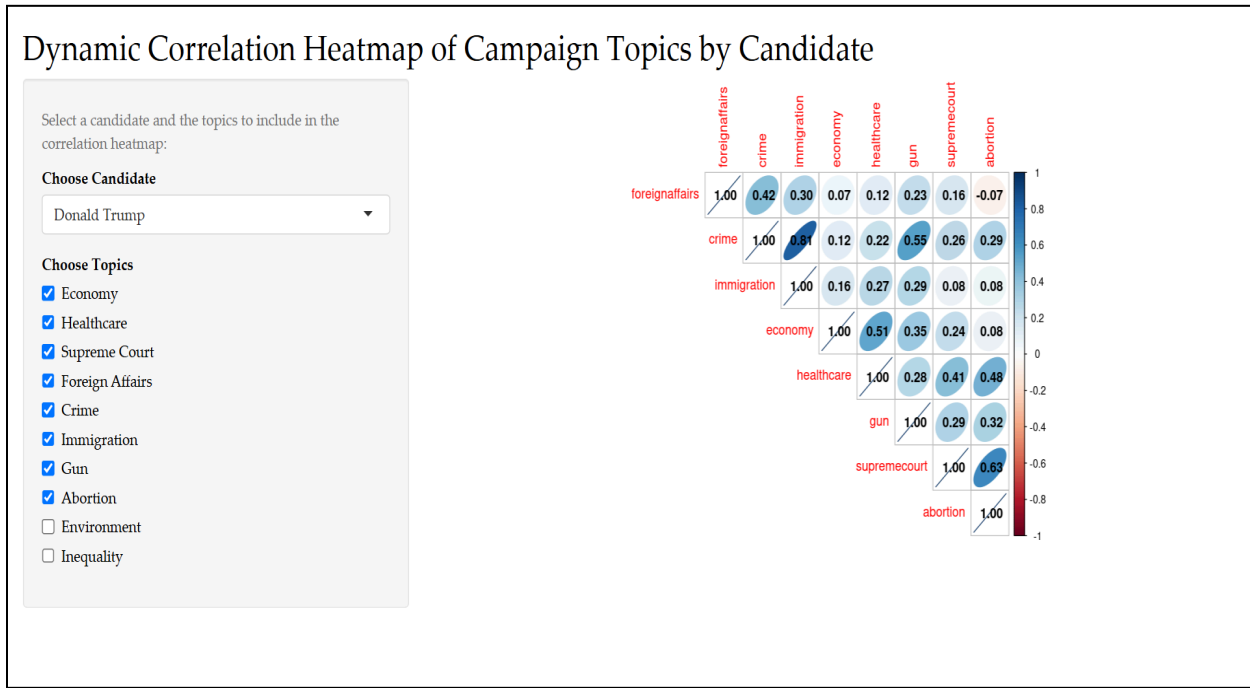 Dynamic Correlation Heatmap of Campaign Topics by Candidate
Select a candidate and the topics to include in the
correlation heatmap:
Choose Candidate
Donald Trump
Choose Topics
Economy
Healthcare
Supreme Court
Foreign Affairs
Crime
Immigration
Gun
Abortion
Environment
Inequality
foreignaffairs crime immigration economy healthcare gun supremecourt abortion
foreignaffairs 1.00 0.42 0.30 0.07 0.12 0.23 0.16 -0.07
crime 1.00 0.81 0.12 0.22 0.55 0.26 0.29
immigration 1.00 0.16 0.27 0.29 0.08 0.08
economy 1.00 0.51 0.35 0.24 0.08
healthcare 1.00 0.28 0.41 0.48
gun 1.00 0.29 0.32
supremecourt 1.00 0.63
abortion 1.00
1
0.8
0.6
0.4
0.2
0
-0.2
-0.4
-0.6
-0.8
-1